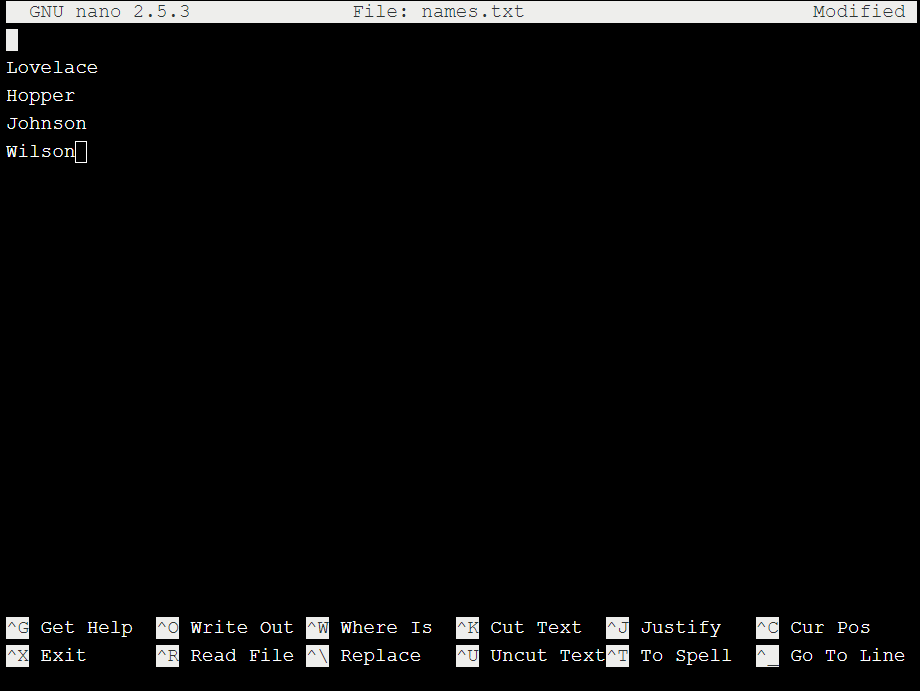 GNU nano 2.5.3 File: names.txt Modified
Lovelace
Hopper
Johnson
Wilson
^G Get Help ^O Write Out ^W Where Is ^K Cut Text ^J Justify ^C Cur Pos
^X Exit ^R Read File ^\ Replace ^U Uncut Text ^T To Spell ^_ Go To Line